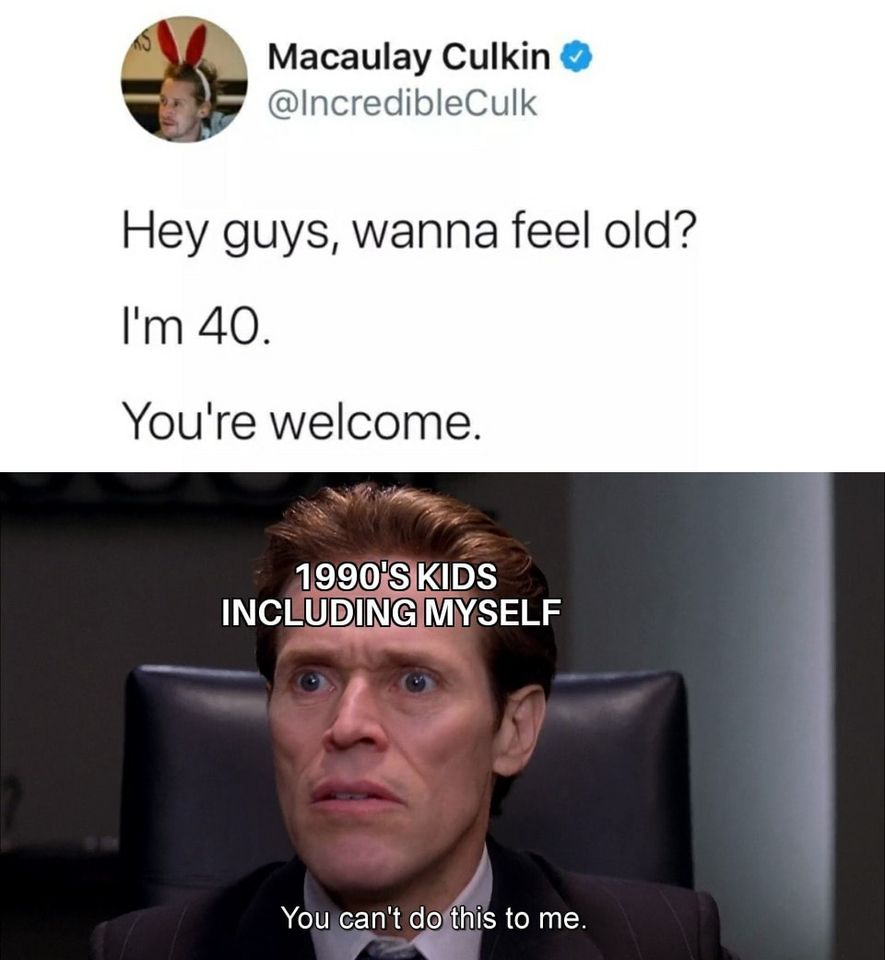 Macaulay Culkin
@IncredibleCulk
Hey guys, wanna feel old?
I'm 40.
You're welcome.
1990'S KIDS
INCLUDING MYSELF
You can't do this to me.